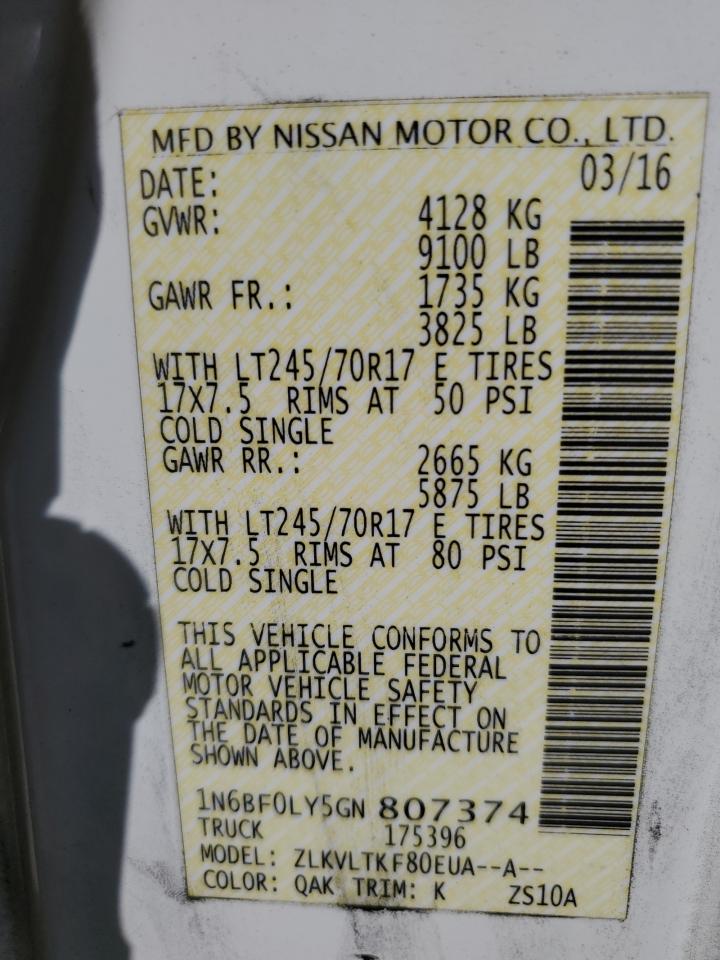 MFD BY NISSAN MOTOR CO., LTD.
DATE: 03/16
GVWR: 4128 KG
9100 LB
GAWR FR.: 1735 KG
3825 LB
WITH LT245/70R17 E TIRES
17X7.5 RIMS AT 50 PSI
COLD SINGLE
GAWR RR.: 2665 KG
5875 LB
WITH LT245/70R17 E TIRES
17X7.5 RIMS AT 80 PSI
COLD SINGLE
THIS VEHICLE CONFORMS TO
ALL APPLICABLE FEDERAL
MOTOR VEHICLE SAFETY
STANDARDS IN EFFECT ON
THE DATE OF MANUFACTURE
SHOWN ABOVE.
1N6BF0LY5GN 807374
TRUCK 175396
MODEL: ZLKVLTKF80EUA--A--
COLOR: QAK TRIM: K ZS10A